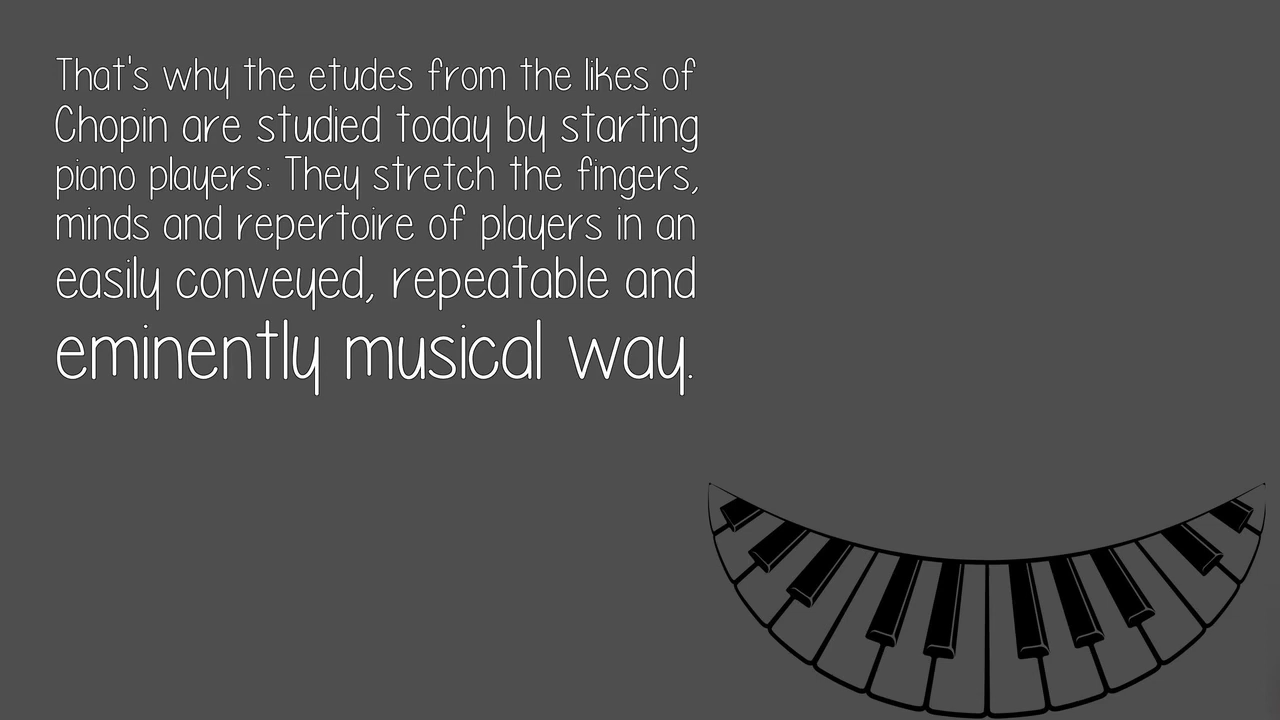 That's why the etudes from the likes of
Chopin are studied today by starting
piano players: They stretch the fingers,
minds and repertoire of players in an
easily conveyed, repeatable and
eminently musical way.